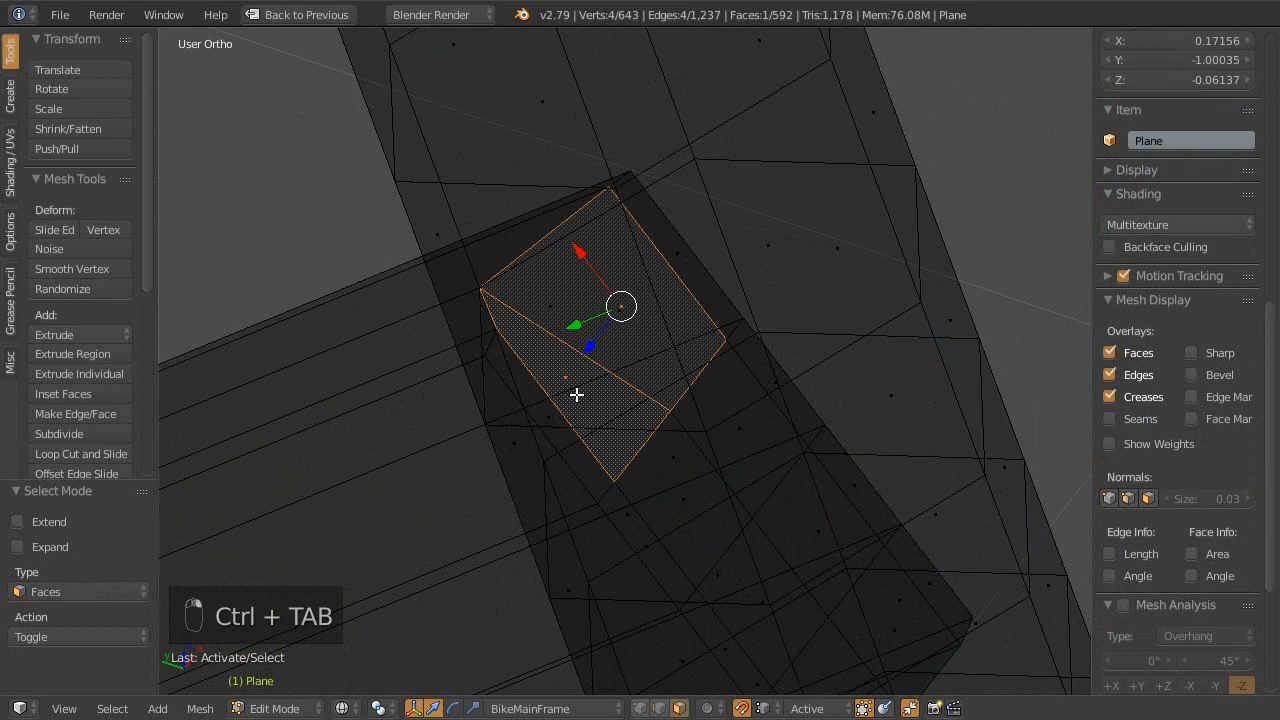 File Render Window Help Back to Previous Blender Render v2.79 | Verts:4/643 | Edges:4/1,237 | Faces:1/592 | Tris:1,178 | Mem:76.08M | Plane
Tools
Create
Shading / UVs
Options
Grease Pencil
Misc
Transform
Translate
Rotate
Scale
Shrink/Fatten
Push/Pull
Mesh Tools
Deform:
Slide Ed Vertex
Noise
Smooth Vertex
Randomize
Add:
Extrude
Extrude Region
Extrude Individual
Inset Faces
Make Edge/Face
Subdivide
Loop Cut and Slide
Offset Edge Slide
Select Mode
Extend
Expand
Type
Faces
Action
Toggle
User Ortho
Ctrl + TAB
Last: Activate/Select
(1) Plane
X: 0.17156
Y: -1.00035
Z: -0.06137
Item
Plane
Display
Shading
Multitexture
Backface Culling
Motion Tracking
Mesh Display
Overlays:
Faces Sharp
Edges Bevel
Creases Edge Mar
Seams Face Mar
Show Weights
Normals:
Size: 0.03
Edge Info: Face Info:
Length Area
Angle Angle
Mesh Analysis
Type: Overhang
0° 45°
+X +Y +Z -X -Y -Z
View Select Add Mesh Edit Mode BikeMainFrame Active